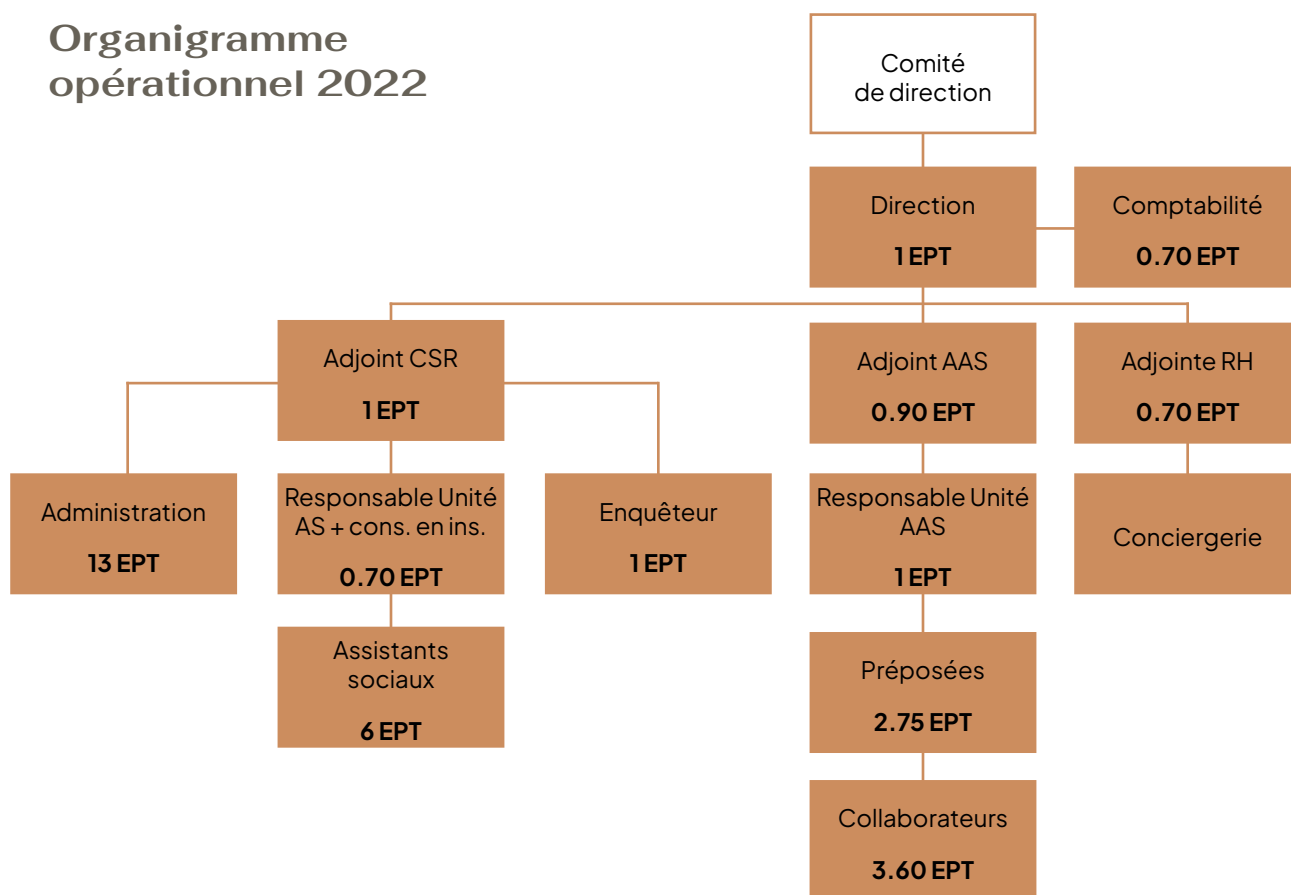 Organigramme
opérationnel 2022
Comité
de direction
Direction
1 EPT
Comptabilité
0.70 EPT
Adjoint CSR
1 EPT
Adjoint AAS
0.90 EPT
Adjointe RH
0.70 EPT
Administration
13 EPT
Responsable Unité
AS + cons. en ins.
0.70 EPT
Enquêteur
1 EPT
Responsable Unité
AAS
1 EPT
Conciergerie
Assistants
sociaux
6 EPT
Préposées
2.75 EPT
Collaborateurs
3.60 EPT